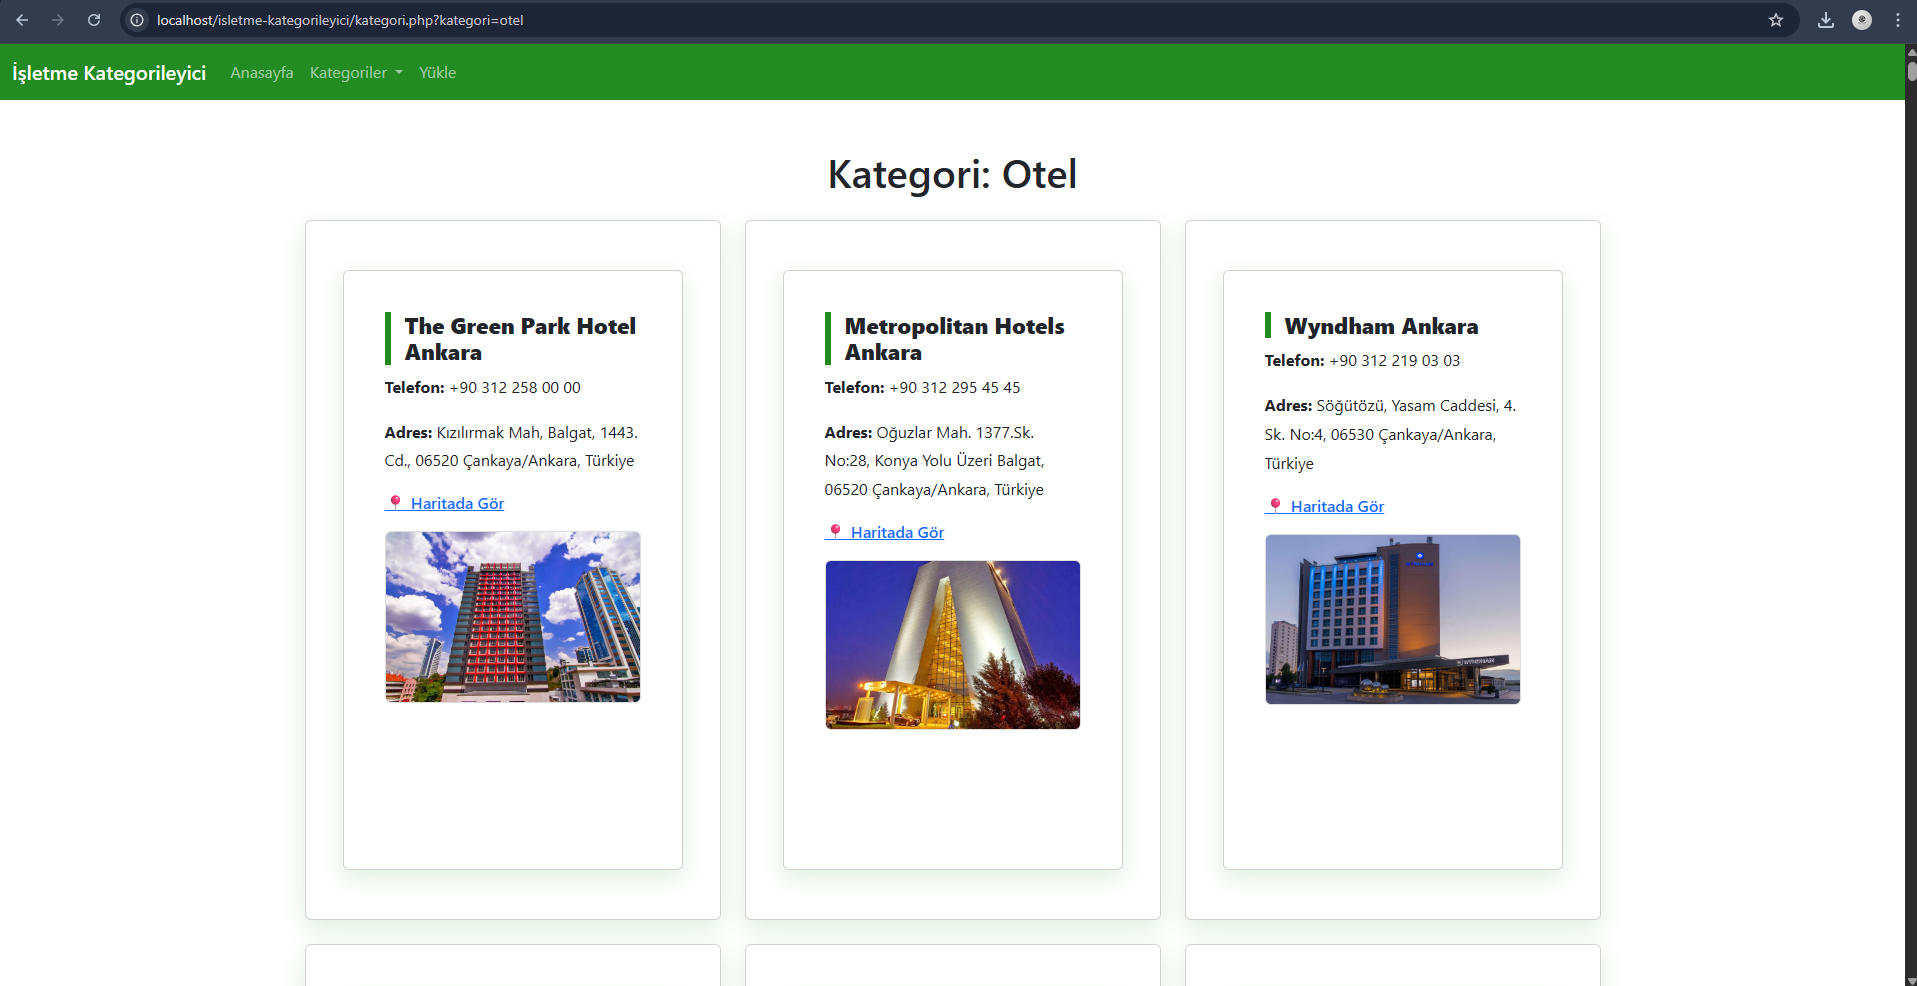 localhost/isletme-kategorileyici/kategori.php?kategori=otel
İşletme Kategorileyici Anasayfa Kategoriler Yükle
Kategori: Otel
The Green Park Hotel
Ankara
Telefon: +90 312 258 00 00
Adres: Kızılırmak Mah, Balgat, 1443.
Cd., 06520 Çankaya/Ankara, Türkiye
📍 Haritada Gör
Metropolitan Hotels
Ankara
Telefon: +90 312 295 45 45
Adres: Oğuzlar Mah. 1377.Sk.
No:28, Konya Yolu Üzeri Balgat,
06520 Çankaya/Ankara, Türkiye
📍 Haritada Gör
Wyndham Ankara
Telefon: +90 312 219 03 03
Adres: Söğütözü, Yasam Caddesi, 4.
Sk. No:4, 06530 Çankaya/Ankara,
Türkiye
📍 Haritada Gör
WYNDHAM